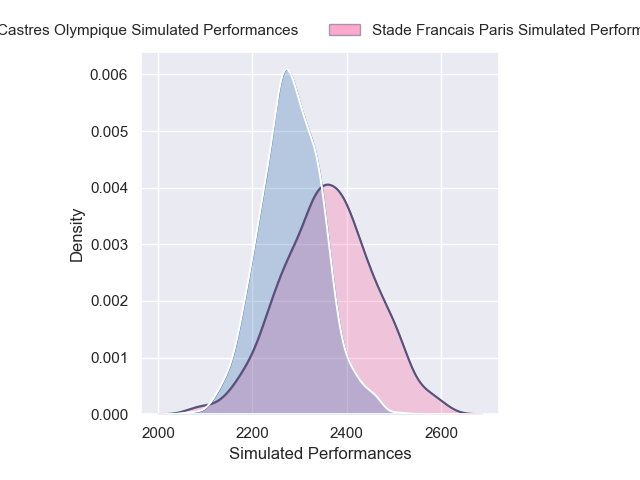 Castres Olympique Simulated Performances
Stade Francais Paris Simulated Perform
0.006
0.005
0.004
0.003
0.002
0.001
0.000
Density
2000 2200 2400 2600
Simulated Performances